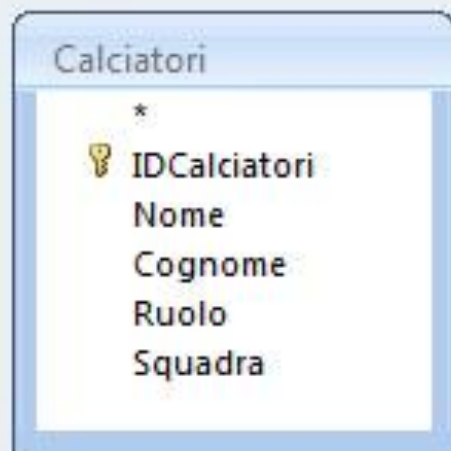 Calciatori
*
IDCalciatori
Nome
Cognome
Ruolo
Squadra